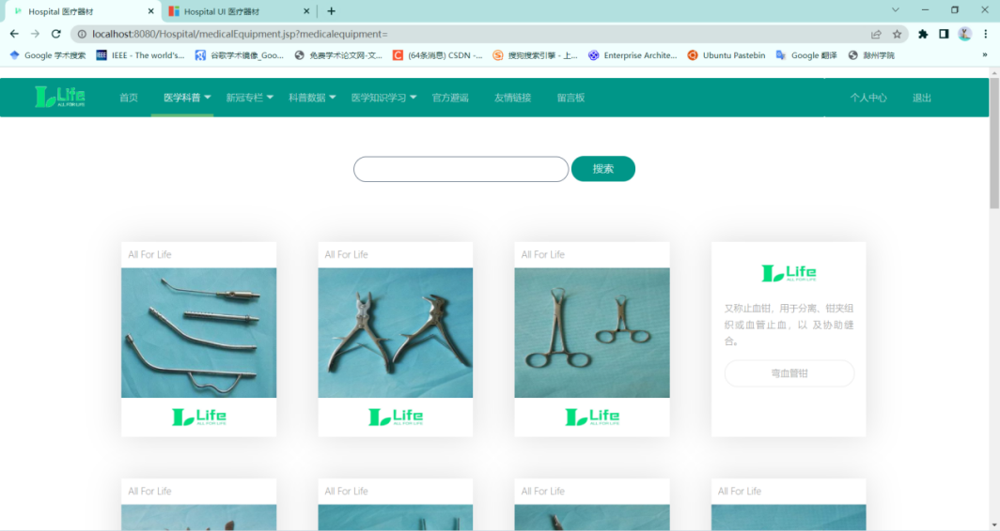 Hospital 医疗器材
Hospital UI 医疗器材
localhost:8080/Hospital/medicalEquipment.jsp?medicalequipment=
Google 学术搜索
IEEE - The world's...
谷歌学术镜像_Goo...
免费学术论文网-文...
(64条消息) CSDN -...
搜狗搜索引擎 - 上...
Enterprise Archite...
Ubuntu Pastebin
Google 翻译
滁州学院
»
Life
ALL FOR LIFE
首页
医学科普
新冠专栏
科普数据
医学知识学习
官方避谣
友情链接
留言板
个人中心
退出
搜索
All For Life
All For Life
All For Life
Life
ALL FOR LIFE
又称止血钳，用于分离、钳夹组
织或血管止血，以 及协助缝
合。
弯血管钳
Life
ALL FOR LIFE
Life
ALL FOR LIFE
Life
ALL FOR LIFE
All For Life
All For Life
All For Life
All For Life